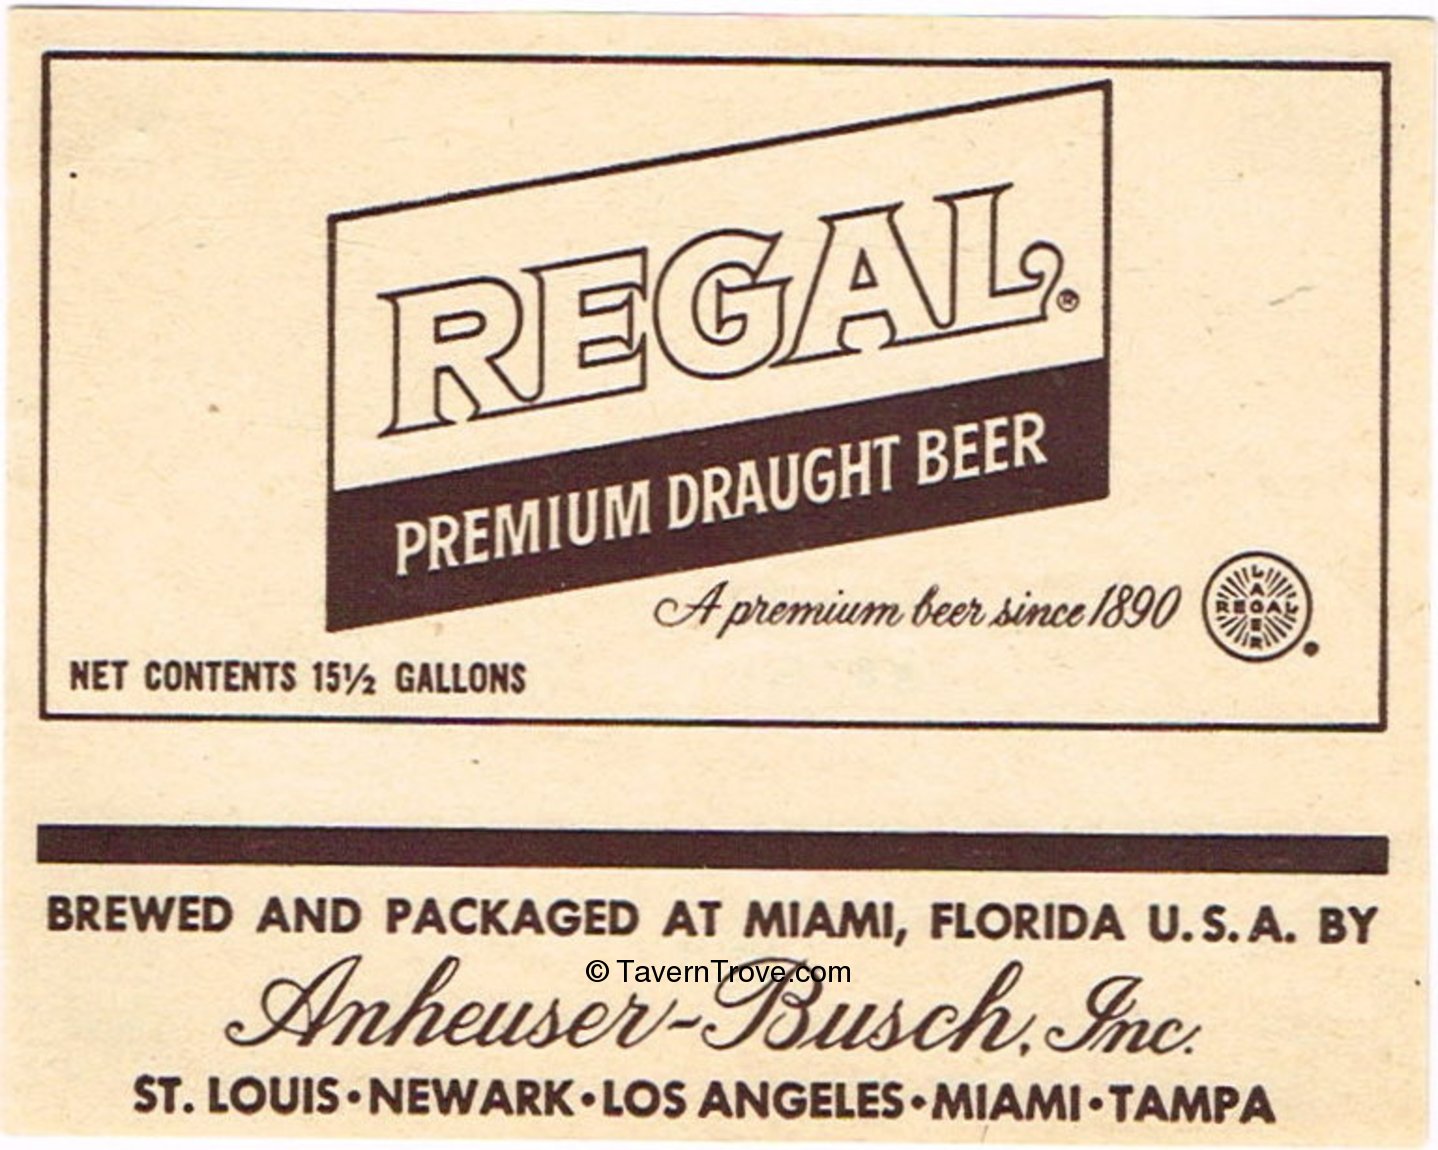 REGAL®
PREMIUM DRAUGHT BEER
A premium beer since 1890
LAGER
REGAL
NET CONTENTS 15½ GALLONS
BREWED AND PACKAGED AT MIAMI, FLORIDA U.S.A. BY
© TavernTrove.com
Anheuser-Busch, Inc.
ST. LOUIS•NEWARK•LOS ANGELES•MIAMI•TAMPA